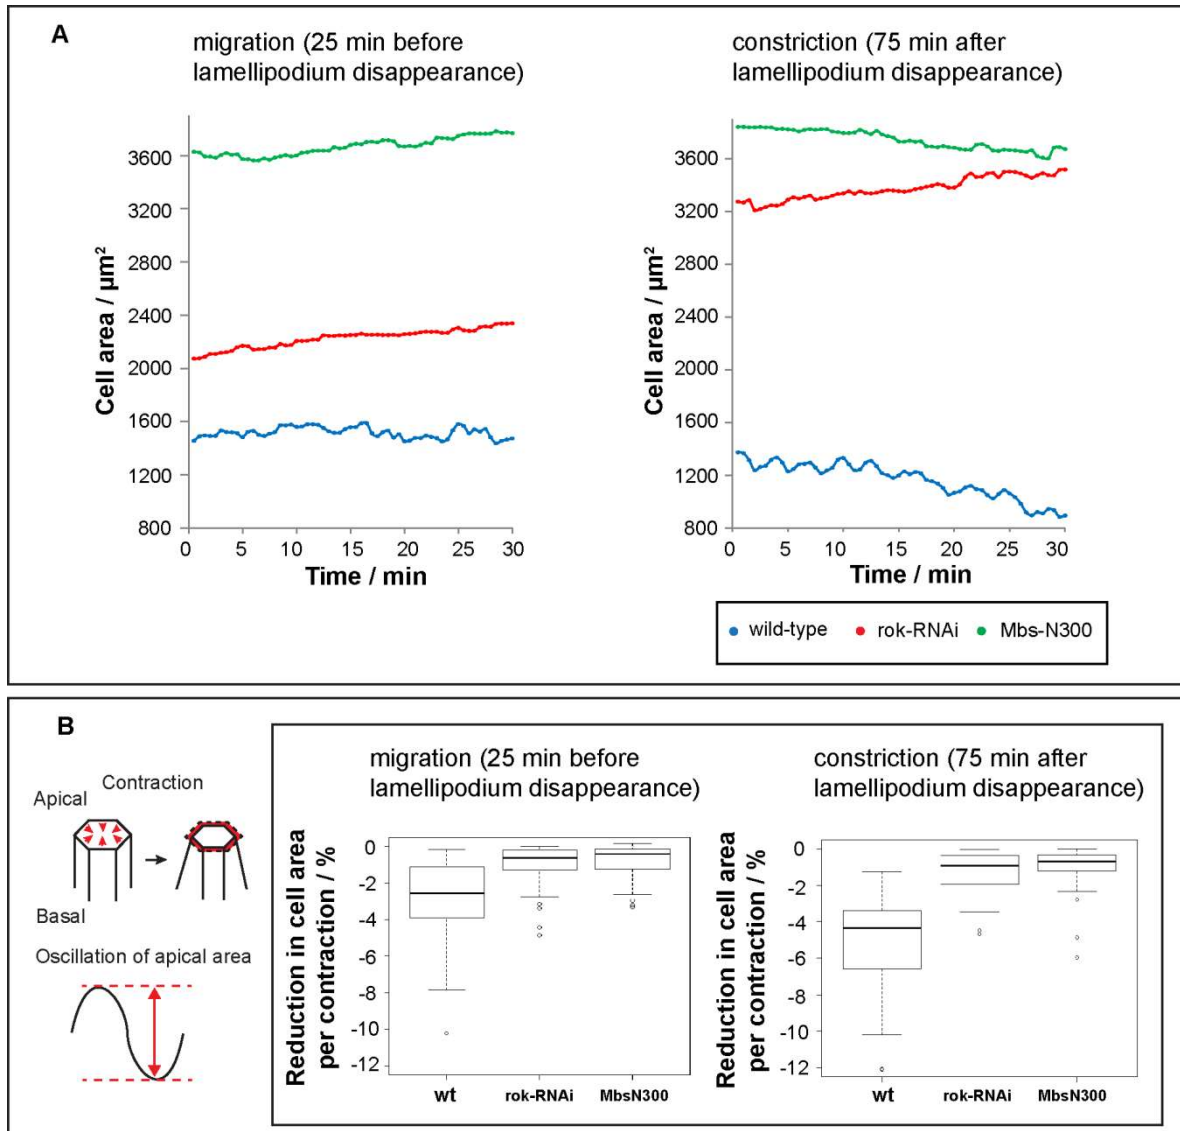 A
migration (25 min before
lamellipodium disappearance)
Cell area / µm²
3600
3200
2800
2400
2000
1600
1200
800
0 5 10 15 20 25 30
Time / min
constriction (75 min after
lamellipodium disappearance)
Cell area / µm²
3600
3200
2800
2400
2000
1600
1200
800
0 5 10 15 20 25 30
Time / min
wild-type rok-RNAi Mbs-N300
B
Contraction
Apical
Basal
Oscillation of apical area
migration (25 min before
lamellipodium disappearance)
Reduction in cell area
per contraction / %
0
-2
-4
-6
-8
-10
-12
wt rok-RNAi MbsN300
constriction (75 min after
lamellipodium disappearance)
Reduction in cell area
per contraction / %
0
-2
-4
-6
-8
-10
-12
wt rok-RNAi MbsN300